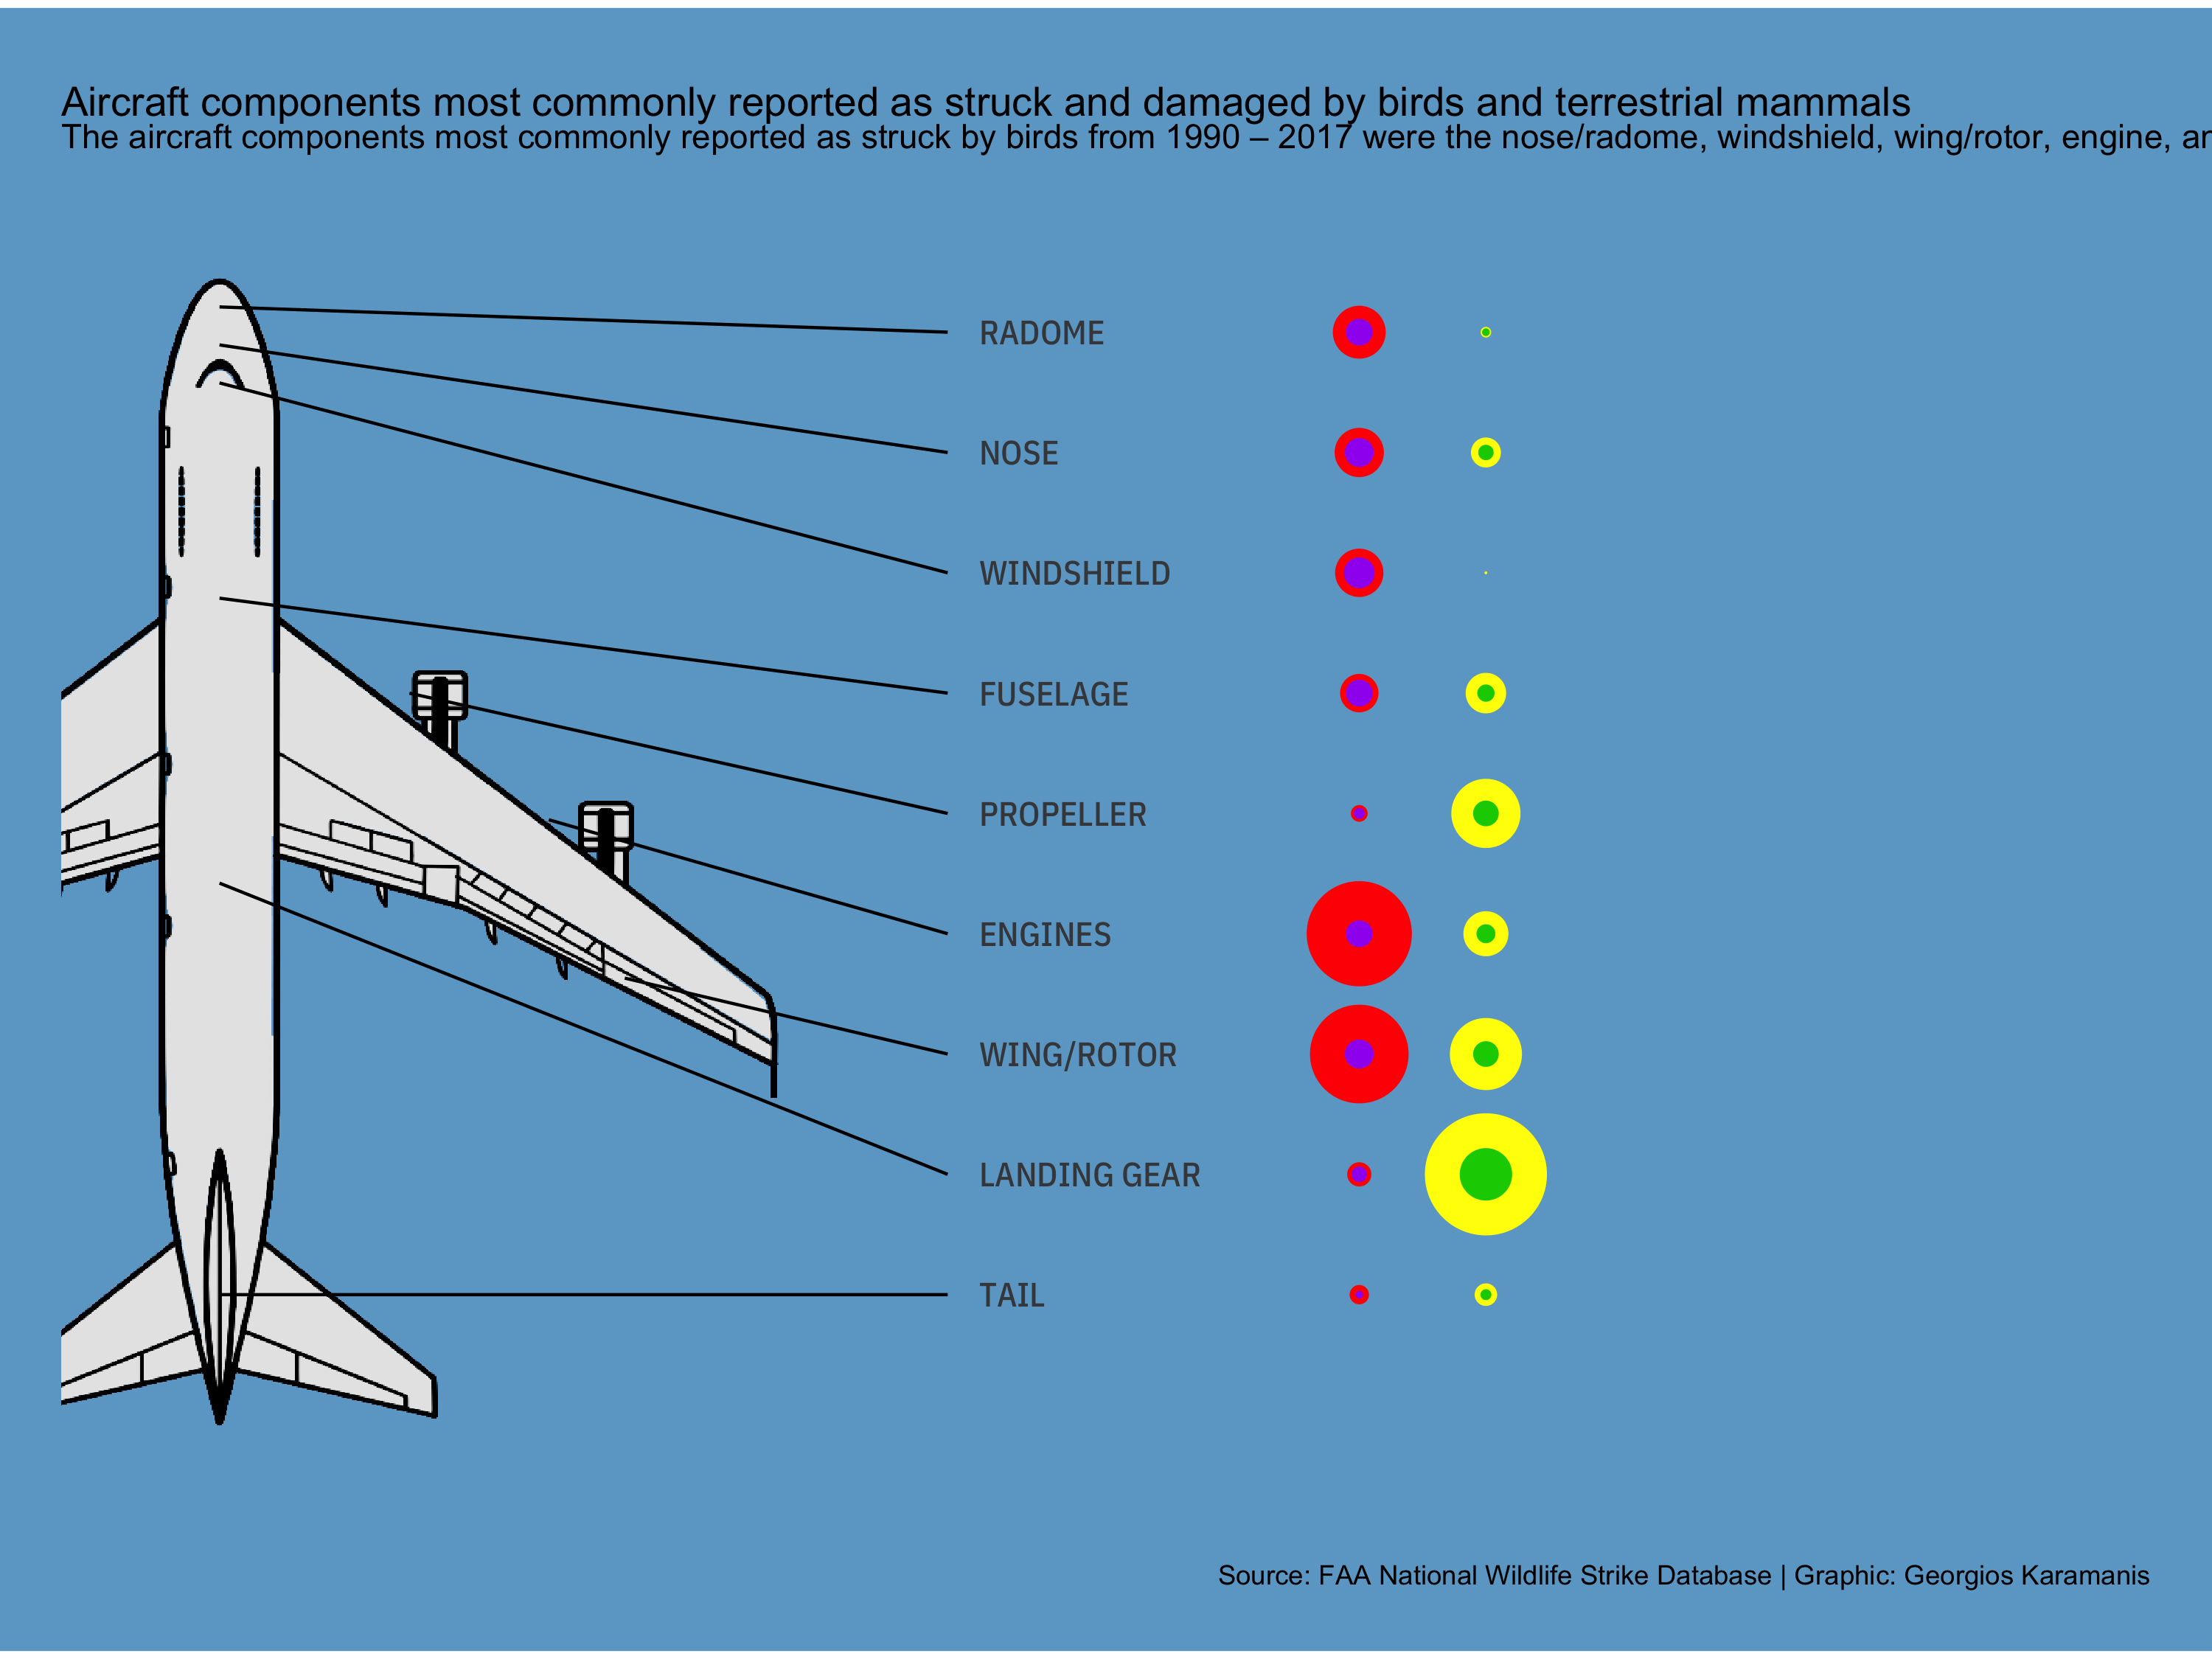 Aircraft components most commonly reported as struck and damaged by birds and terrestrial mammals
The aircraft components most commonly reported as struck by birds from 1990 – 2017 were the nose/radome, windshield, wing/rotor, engine,
RADOME
NOSE
WINDSHIELD
FUSELAGE
PROPELLER
ENGINES
WING/ROTOR
LANDING GEAR
TAIL
Source: FAA National Wildlife Strike Database | Graphic: Georgios Karamanis